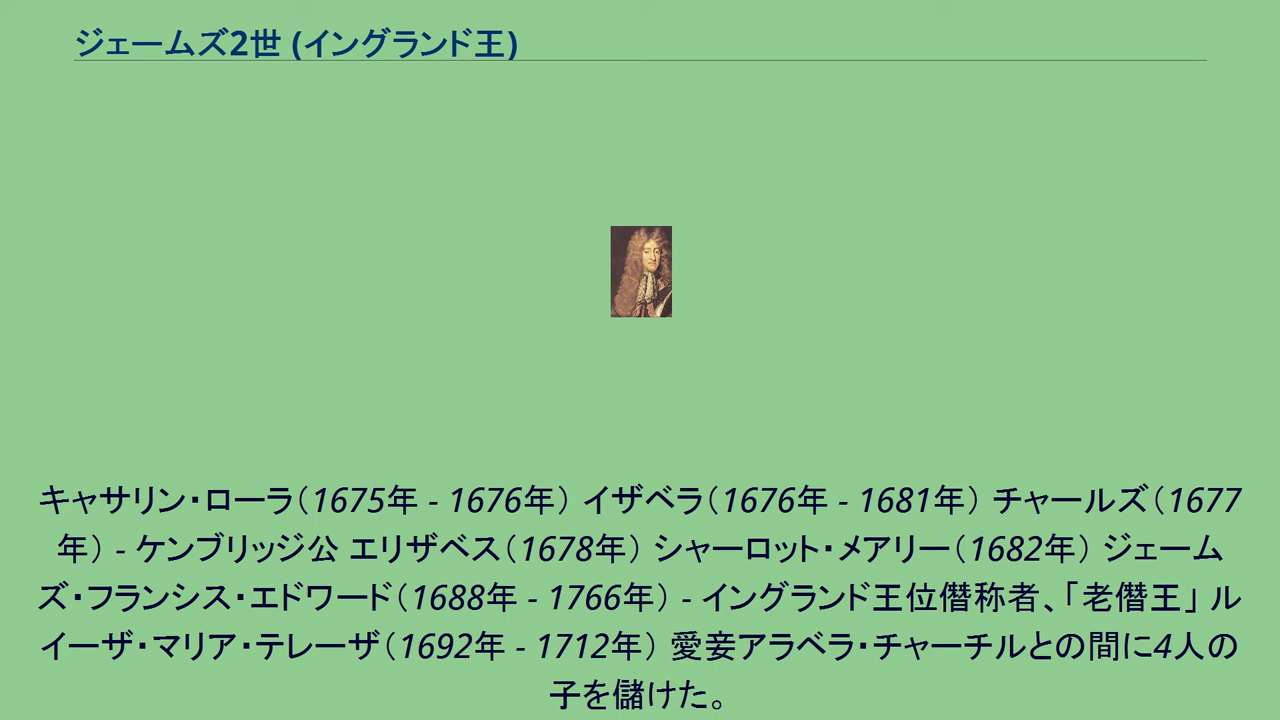 ジェームズ2世 (イングランド王)
キャサリン・ローラ（1675年 - 1676年） イザベラ（1676年 - 1681年） チャールズ（1677
年） - ケンブリッジ公 エリザベス（1678年） シャーロット・メアリー（1682年） ジェーム
ズ・フランシス・エドワード（1688年 - 1766年） - イングランド王位僭称者、「老僭王」 ル
イーザ・マリア・テレーザ（1692年 - 1712年） 愛妾アラベラ・チャーチルとの間に4人の
子を儲けた。